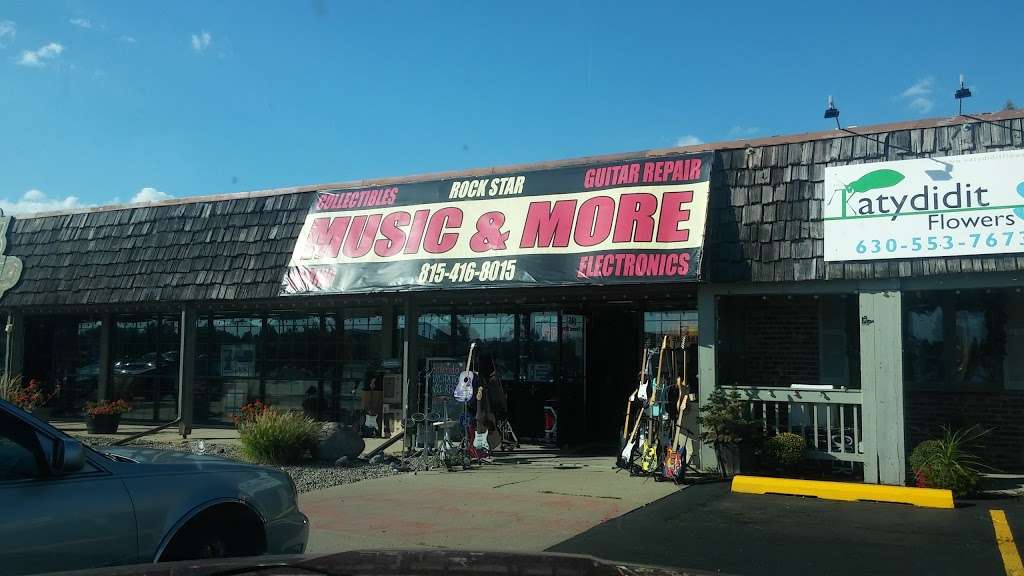 COLLECTIBLES
ROCK STAR
GUITAR REPAIR
MUSIC & MORE
815-416-8015
ELECTRONICS
Katydidit
Flowers
630-553-7673